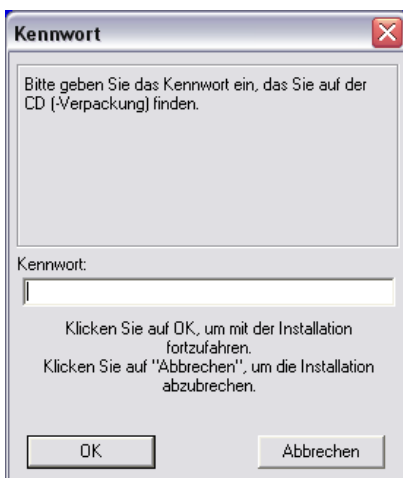 Kennwort
Bitte geben Sie das Kennwort ein, das Sie auf der
CD (-Verpackung) finden.
Kennwort:
Klicken Sie auf OK, um mit der Installation
fortzufahren.
Klicken Sie auf "Abbrechen", um die Installation
abzubrechen.
OK
Abbrechen